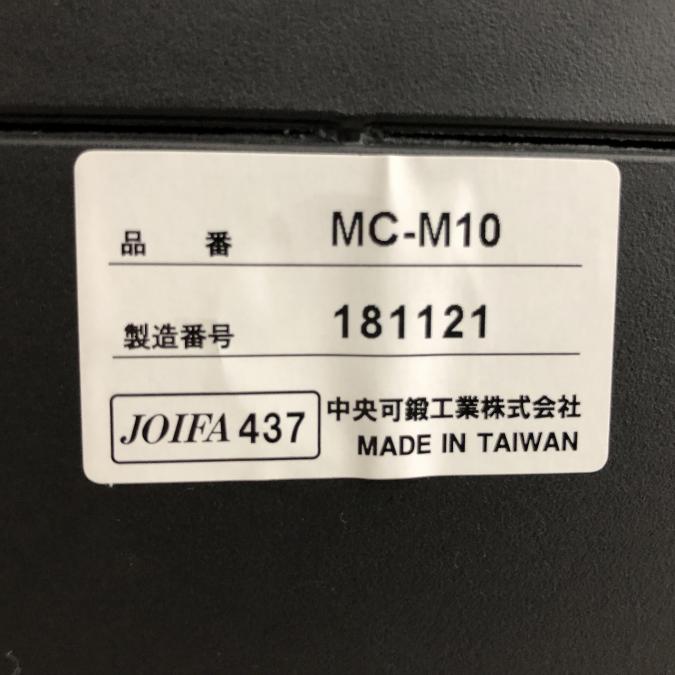 品 番 MC-M10
製造番号 181121
JOIFA 437 中央可鍛工業株式会社
MADE IN TAIWAN